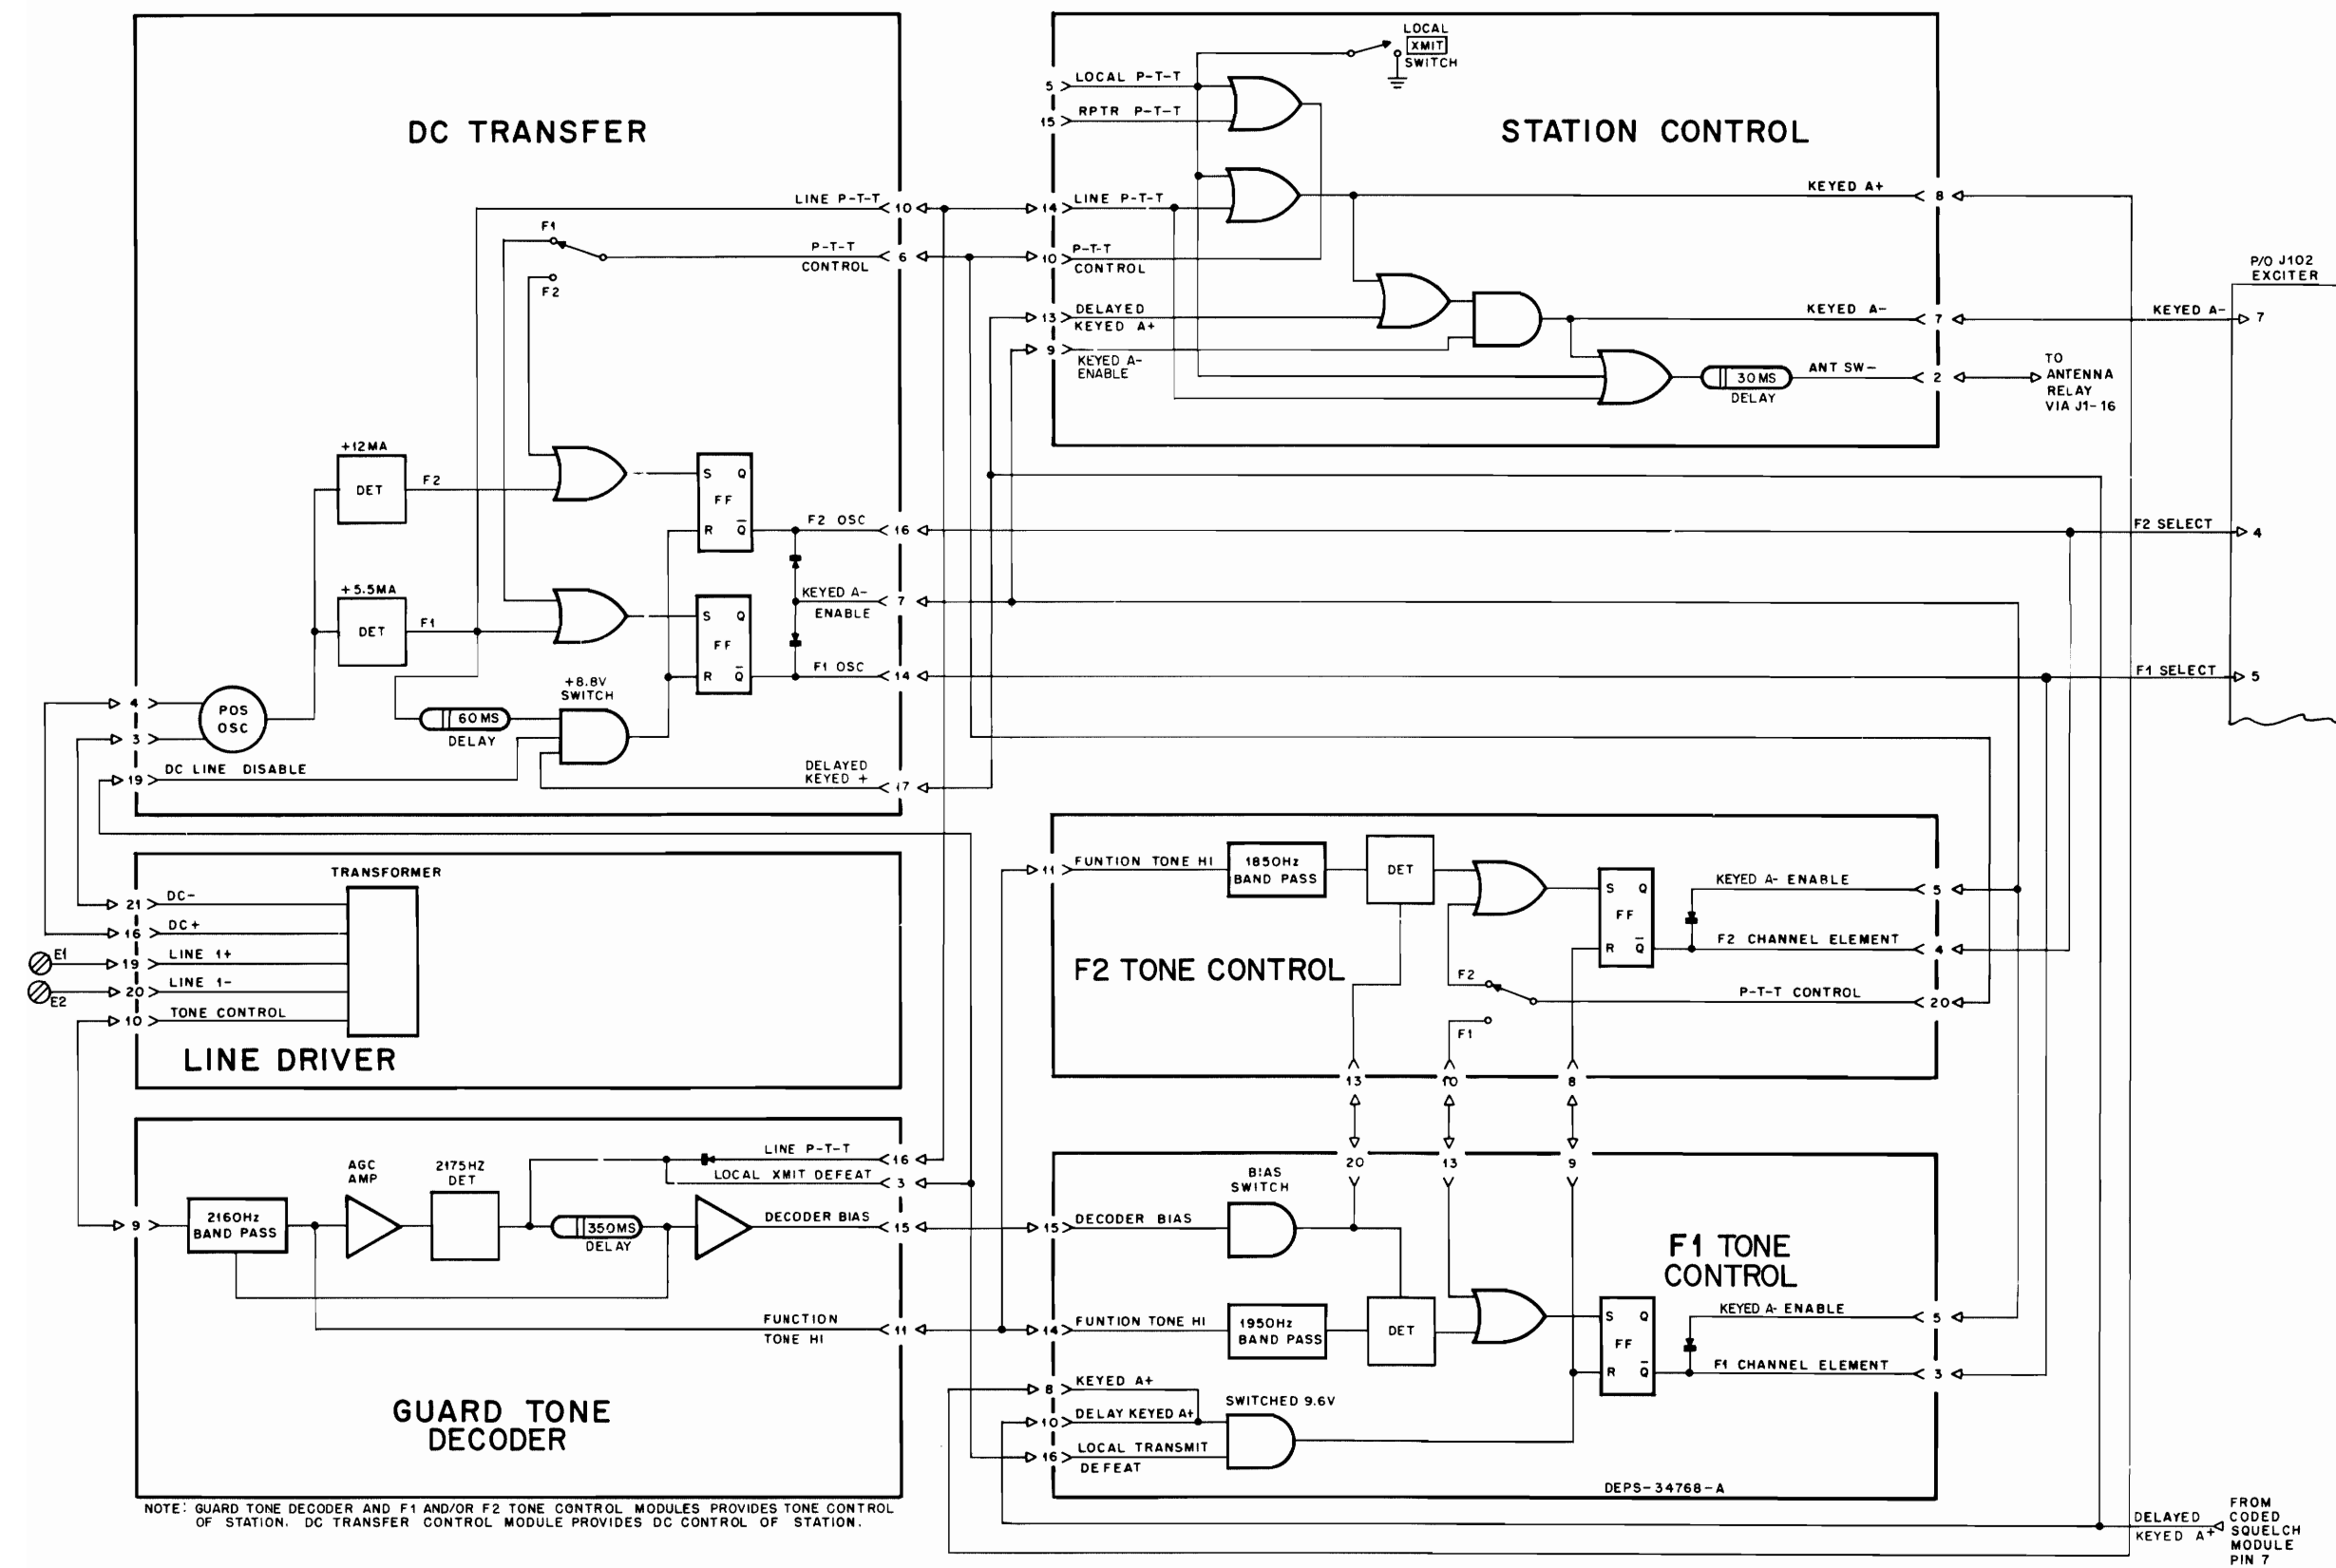 DC TRANSFER
LINE P-T-T
10
F1
P-T-T
CONTROL
6
F2
+12MA
DET
F2
S Q
FF
R Q̅
F2 OSC
16
+5.5MA
DET
F1
KEYED A-
ENABLE
7
S Q
FF
R Q̅
F1 OSC
14
+8.8V
SWITCH
4
POS
OSC
3
60MS
DELAY
19
DC LINE DISABLE
DELAYED
KEYED +
17
STATION CONTROL
LOCAL
XMIT
SWITCH
5
LOCAL P-T-T
15
RPTR P-T-T
14
LINE P-T-T
KEYED A+
8
10
P-T-T
CONTROL
13
DELAYED
KEYED A+
KEYED A-
7
9
KEYED A-
ENABLE
30MS
DELAY
ANT SW-
2
TO
ANTENNA
RELAY
VIA J1-16
P/O J102
EXCITER
KEYED A-
7
F2 SELECT
4
F1 SELECT
5
TRANSFORMER
21
DC-
16
DC+
E1
19
LINE 1+
E2
20
LINE 1-
10
TONE CONTROL
LINE DRIVER
F2 TONE CONTROL
11
FUNTION TONE HI
1850Hz
BAND PASS
DET
S Q
FF
R Q̅
KEYED A- ENABLE
5
F2 CHANNEL ELEMENT
4
F2
P-T-T CONTROL
20
F1
13
10
8
GUARD TONE
DECODER
AGC
AMP
2175HZ
DET
LINE P-T-T
16
LOCAL XMIT DEFEAT
3
9
2160Hz
BAND PASS
350MS
DELAY
DECODER BIAS
15
FUNCTION
TONE HI
11
20
13
9
BIAS
SWITCH
15
DECODER BIAS
F1 TONE
CONTROL
14
FUNTION TONE HI
1950Hz
BAND PASS
DET
S Q
FF
R Q̅
KEYED A- ENABLE
5
F1 CHANNEL ELEMENT
3
8
KEYED A+
10
DELAY KEYED A+
SWITCHED 9.6V
16
LOCAL TRANSMIT
DEFEAT
DEPS-34768-A
NOTE: GUARD TONE DECODER AND F1 AND/OR F2 TONE CONTROL MODULES PROVIDES TONE CONTROL
OF STATION. DC TRANSFER CONTROL MODULE PROVIDES DC CONTROL OF STATION.
DELAYED
KEYED A+
FROM
CODED
SQUELCH
MODULE
PIN 7